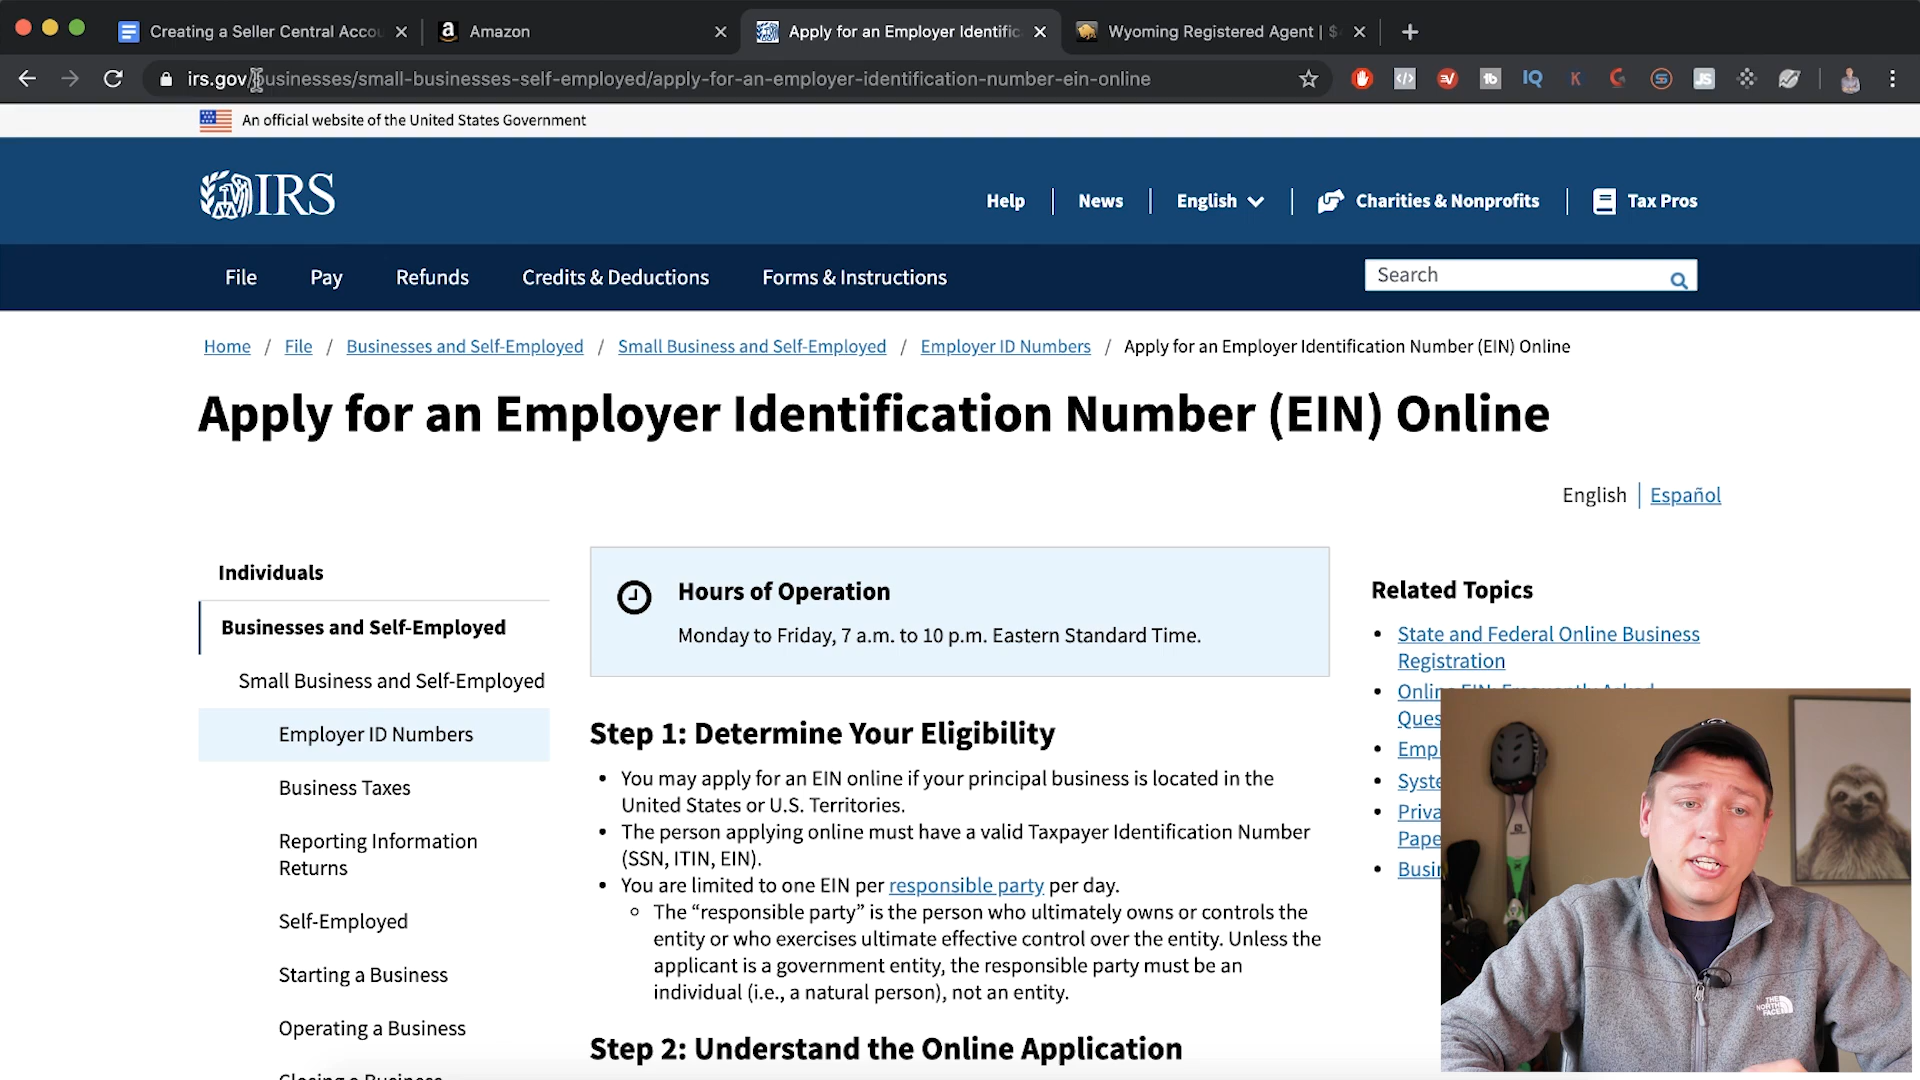 Creating a Seller Central Accou
Amazon
Apply for an Employer Identific
Wyoming Registered Agent | $
irs.gov/businesses/small-businesses-self-employed/apply-for-an-employer-identification-number-ein-online
An official website of the United States Government
IRS
Help
News
English
Charities & Nonprofits
Tax Pros
File
Pay
Refunds
Credits & Deductions
Forms & Instructions
Search
Home / File / Businesses and Self-Employed / Small Business and Self-Employed / Employer ID Numbers / Apply for an Employer Identification Number (EIN) Online
Apply for an Employer Identification Number (EIN) Online
English | Español
Individuals
Businesses and Self-Employed
Small Business and Self-Employed
Employer ID Numbers
Business Taxes
Reporting Information
Returns
Self-Employed
Starting a Business
Operating a Business
Closing a Business
Hours of Operation
Monday to Friday, 7 a.m. to 10 p.m. Eastern Standard Time.
Step 1: Determine Your Eligibility
• You may apply for an EIN online if your principal business is located in the
United States or U.S. Territories.
• The person applying online must have a valid Taxpayer Identification Number
(SSN, ITIN, EIN).
• You are limited to one EIN per responsible party per day.
The “responsible party” is the person who ultimately owns or controls the
entity or who exercises ultimate effective control over the entity. Unless the
applicant is a government entity, the responsible party must be an
individual (i.e., a natural person), not an entity.
Step 2: Understand the Online Application
Related Topics
• State and Federal Online Business
Registration
• Online EIN: Frequently Asked
Ques
• Empl
• Syste
• Priva
Pape
• Busin
THE
NORTH
FACE